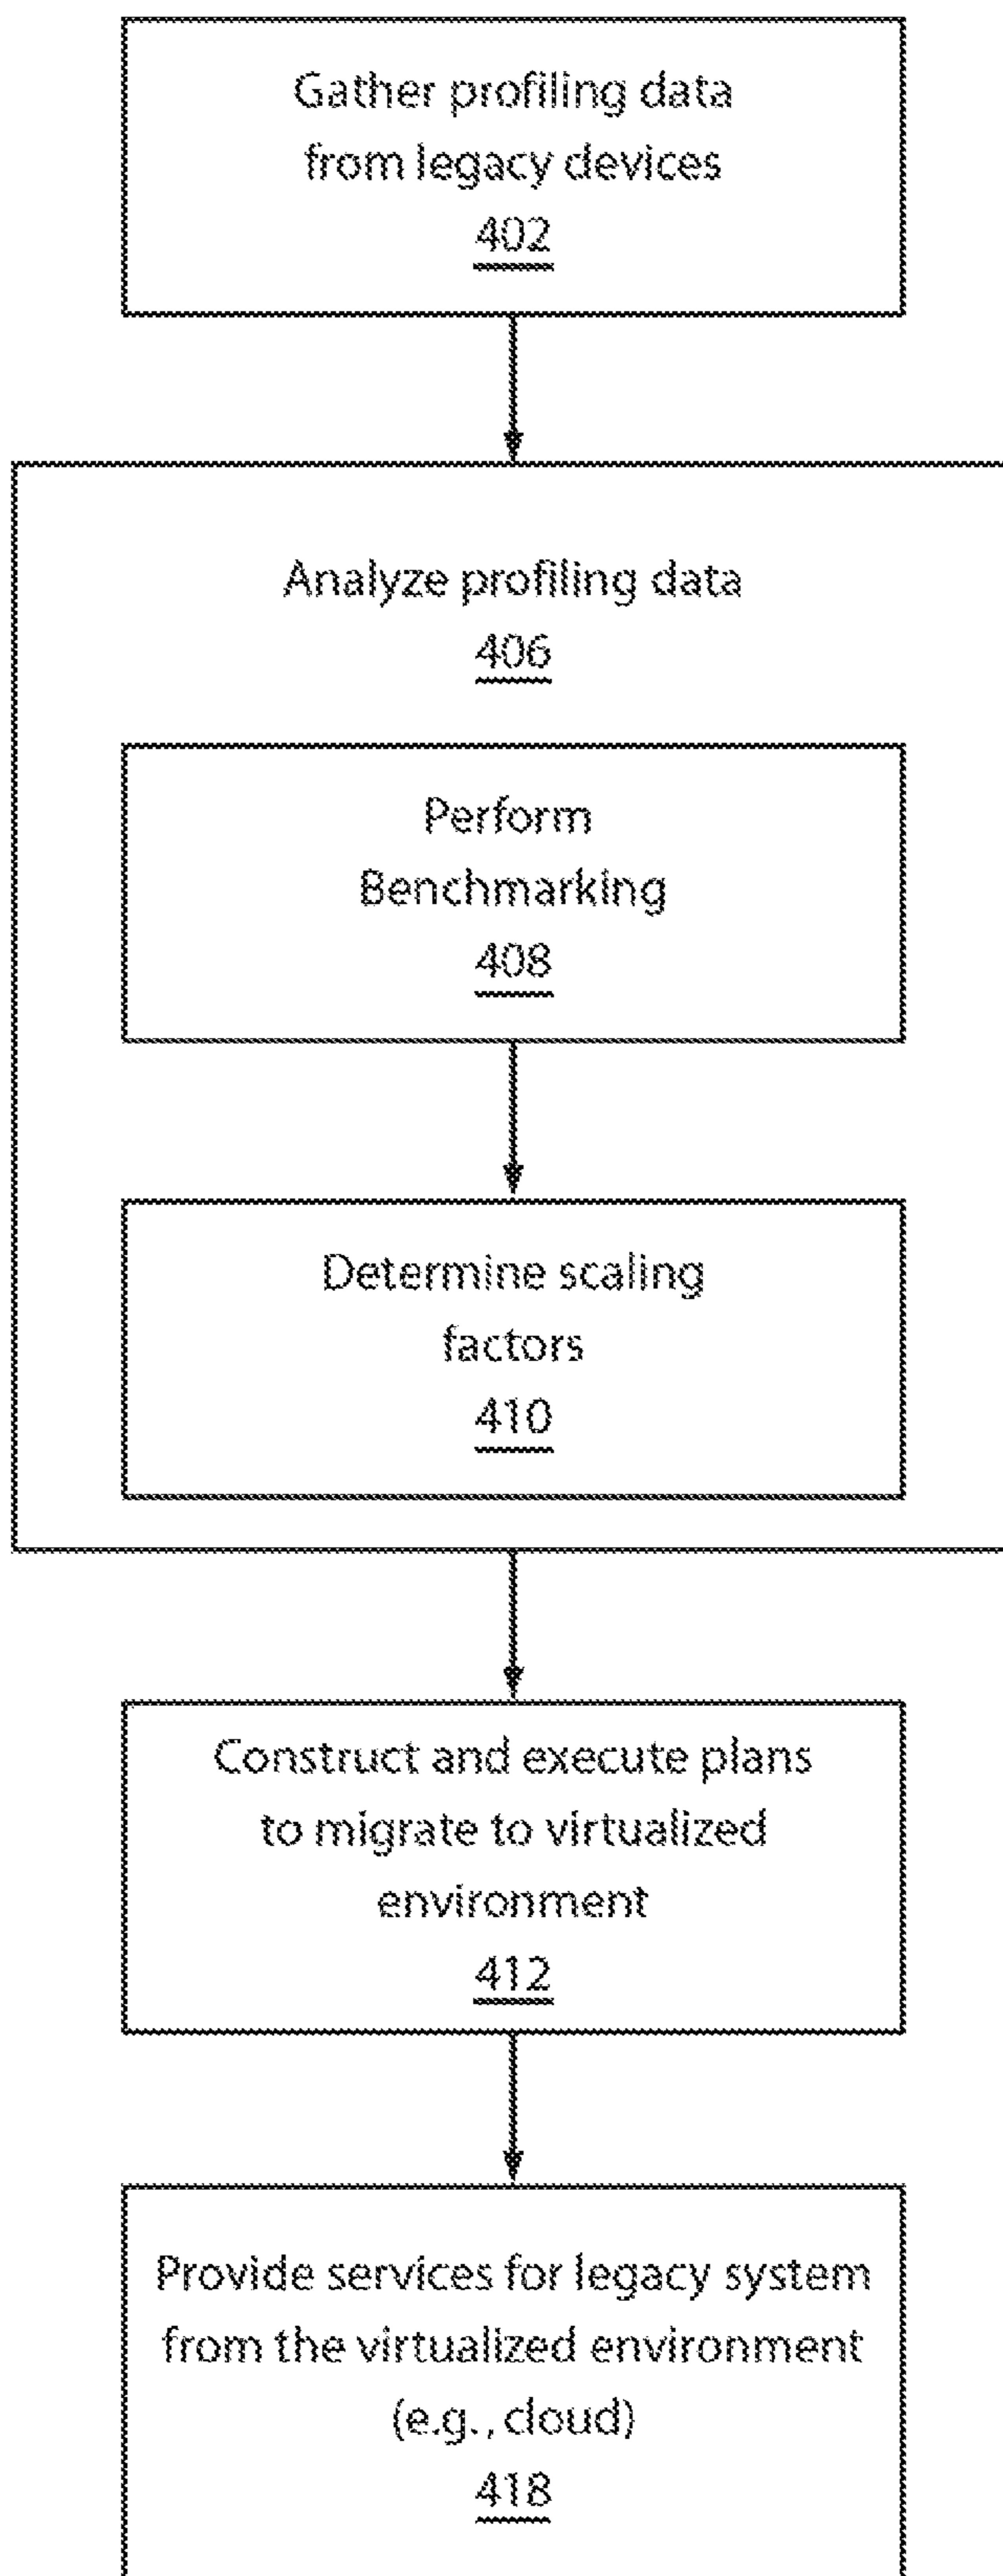 Gather profiling data
from legacy devices
402
Analyze profiling data
406
Perform
Benchmarking
408
Determine scaling
factors
410
Construct and execute plans
to migrate to virtualized
environment
412
Provide services for legacy system
from the virtualized environment
(e.g., cloud)
418